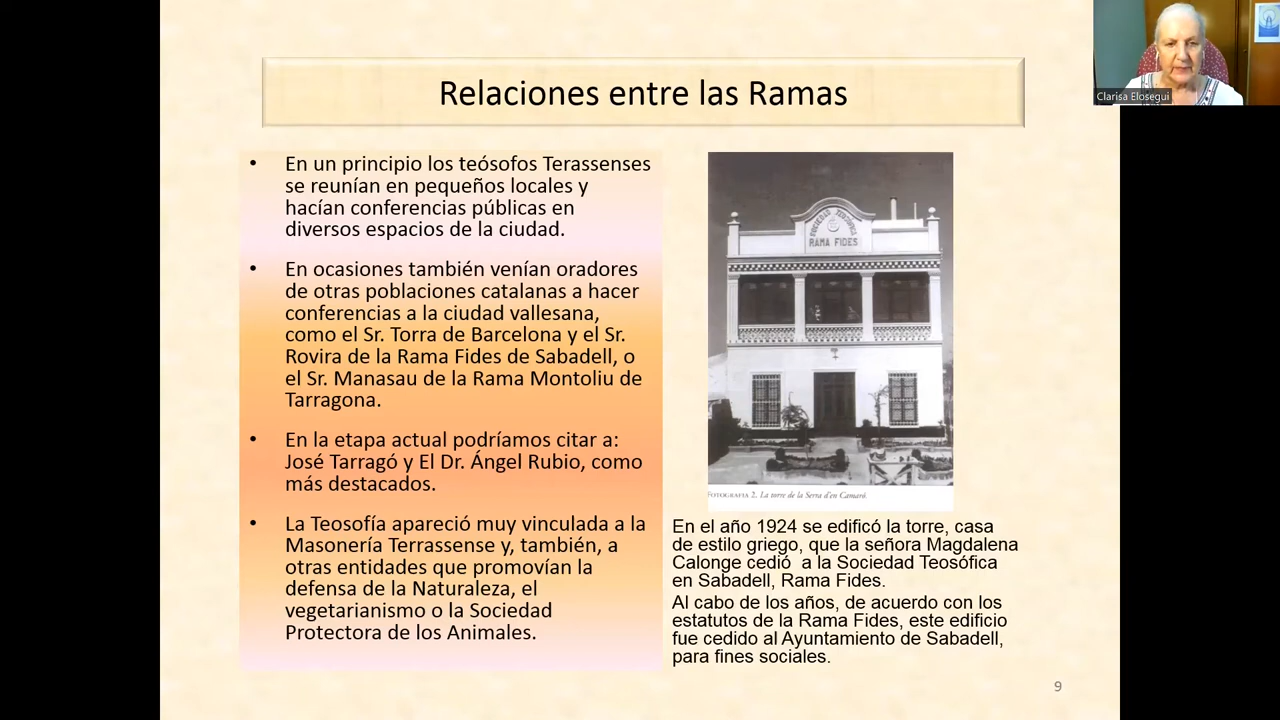 Relaciones entre las Ramas
Clarisa Elosegui
• En un principio los teósofos Terassenses
se reunían en pequeños locales y
hacían conferencias públicas en
diversos espacios de la ciudad.
• En ocasiones también venían oradores
de otras poblaciones catalanas a hacer
conferencias a la ciudad vallesana,
como el Sr. Torra de Barcelona y el Sr.
Rovira de la Rama Fides de Sabadell, o
el Sr. Manasau de la Rama Montoliu de
Tarragona.
• En la etapa actual podríamos citar a:
José Tarragó y El Dr. Ángel Rubio, como
más destacados.
• La Teosofía apareció muy vinculada a la
Masonería Terrassense y, también, a
otras entidades que promovían la
defensa de la Naturaleza, el
vegetarianismo o la Sociedad
Protectora de los Animales.
SOCIEDAD TEOSOFICA
RAMA FIDES
FOTOGRAFIA 2. La torre de la Serra d'en Camaró.
En el año 1924 se edificó la torre, casa
de estilo griego, que la señora Magdalena
Calonge cedió a la Sociedad Teosófica
en Sabadell, Rama Fides.
Al cabo de los años, de acuerdo con los
estatutos de la Rama Fides, este edificio
fue cedido al Ayuntamiento de Sabadell,
para fines sociales.
9